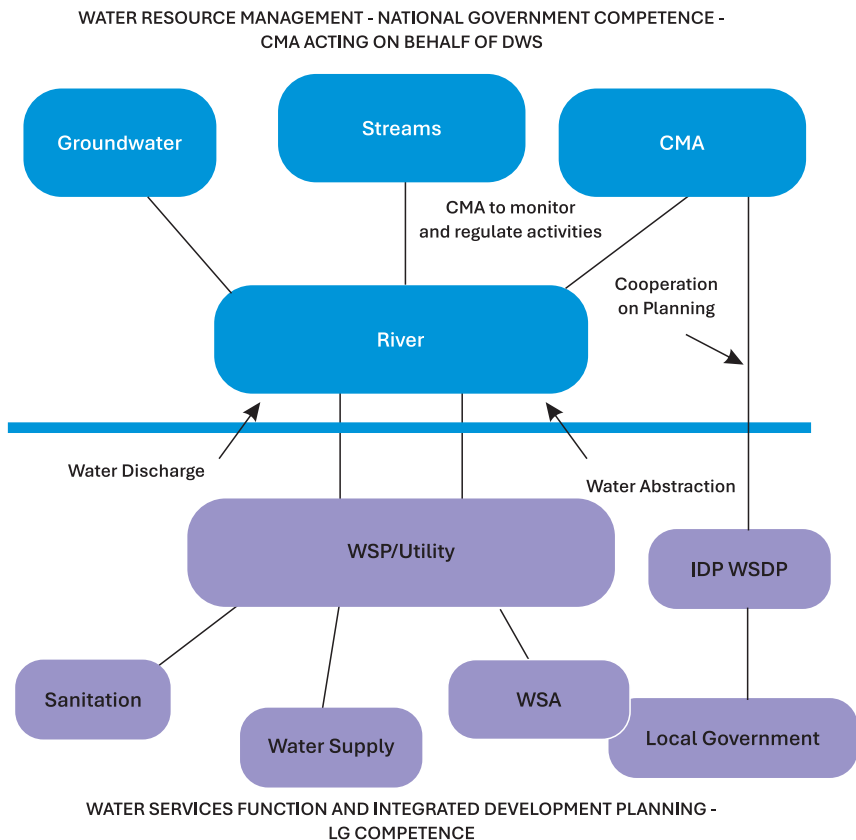 WATER RESOURCE MANAGEMENT - NATIONAL GOVERNMENT COMPETENCE -
CMA ACTING ON BEHALF OF DWS
Groundwater
Streams
CMA
CMA to monitor
and regulate activities
Cooperation
on Planning
River
Water Discharge
Water Abstraction
WSP/Utility
IDP WSDP
Sanitation
Water Supply
WSA
Local Government
WATER SERVICES FUNCTION AND INTEGRATED DEVELOPMENT PLANNING -
LG COMPETENCE